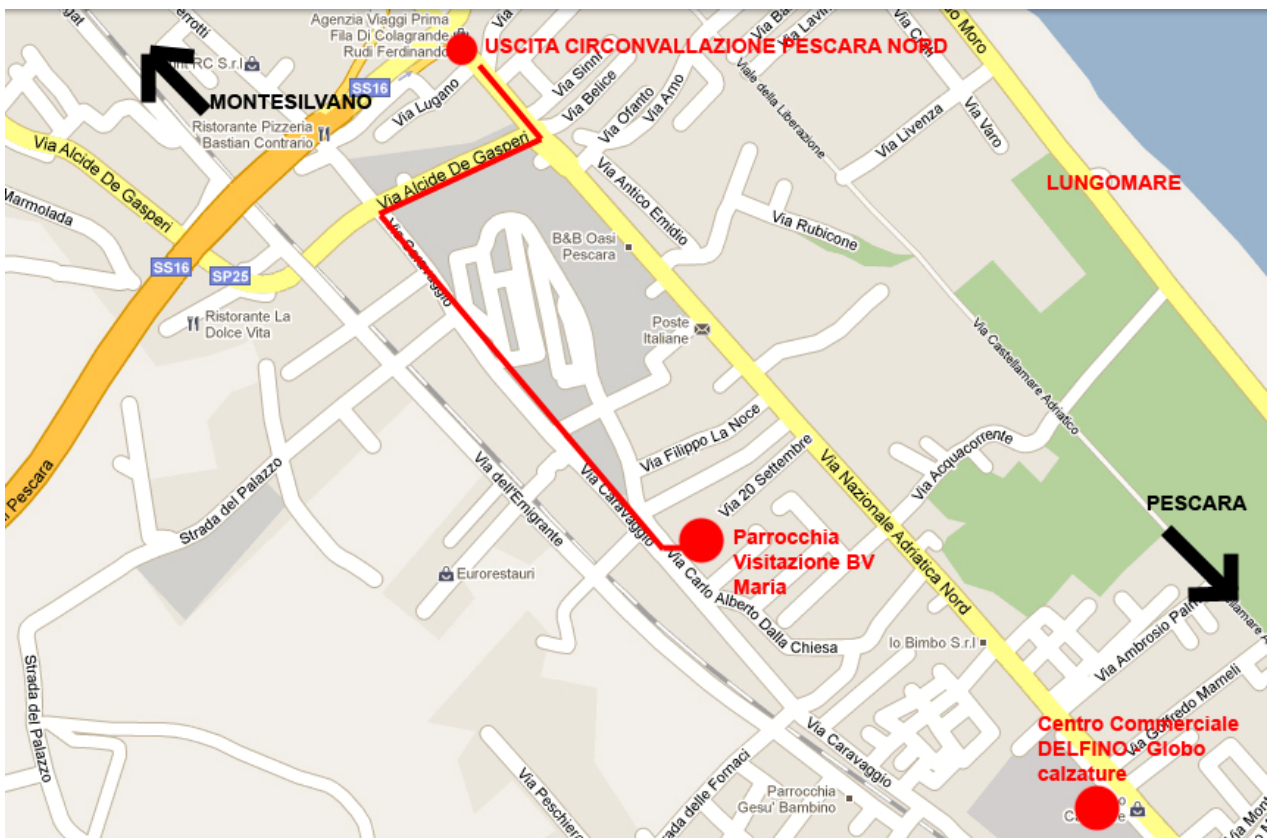 Agenzia Viaggi Prima
Fila Di Colagrande
Rudi Ferdinando
USCITA CIRCONVALLAZIONE PESCARA NORD
RC S.r.l
SS16
MONTESILVANO
Via Lugano
Via Sinni
Via Belice
Via Ofanto
Via Arno
Viale della Liberazione
Via Livenza
Via Varo
Moro
Ristorante Pizzeria
Bastian Contrario
Via Alcide De Gasperi
Via Alcide De Gasperi
Marmolada
LUNGOMARE
Via Antico Emidio
Via Rubicone
B&B Oasi
Pescara
Via Caravaggio
SS16
SP25
Ristorante La
Dolce Vita
Poste
Italiane
Via Castellamare Adriatico
Via Filippo La Noce
Via 20 Settembre
Via Acquacorrente
Via Nazionale Adriatica Nord
Pescara
Strada del Palazzo
Via dell'Emigrante
Via Caravaggio
PESCARA
Parrocchia
Visitazione BV
Maria
Eurorestauri
Via Carlo Alberto Dalla Chiesa
Io Bimbo S.r.l
Via Ambrosio
Via Goffredo Mameli
Strada del Palazzo
Centro Commerciale
DELFINO - Globo
calzature
Via Caravaggio
Strada delle Fornaci
Parrocchia
Gesu' Bambino